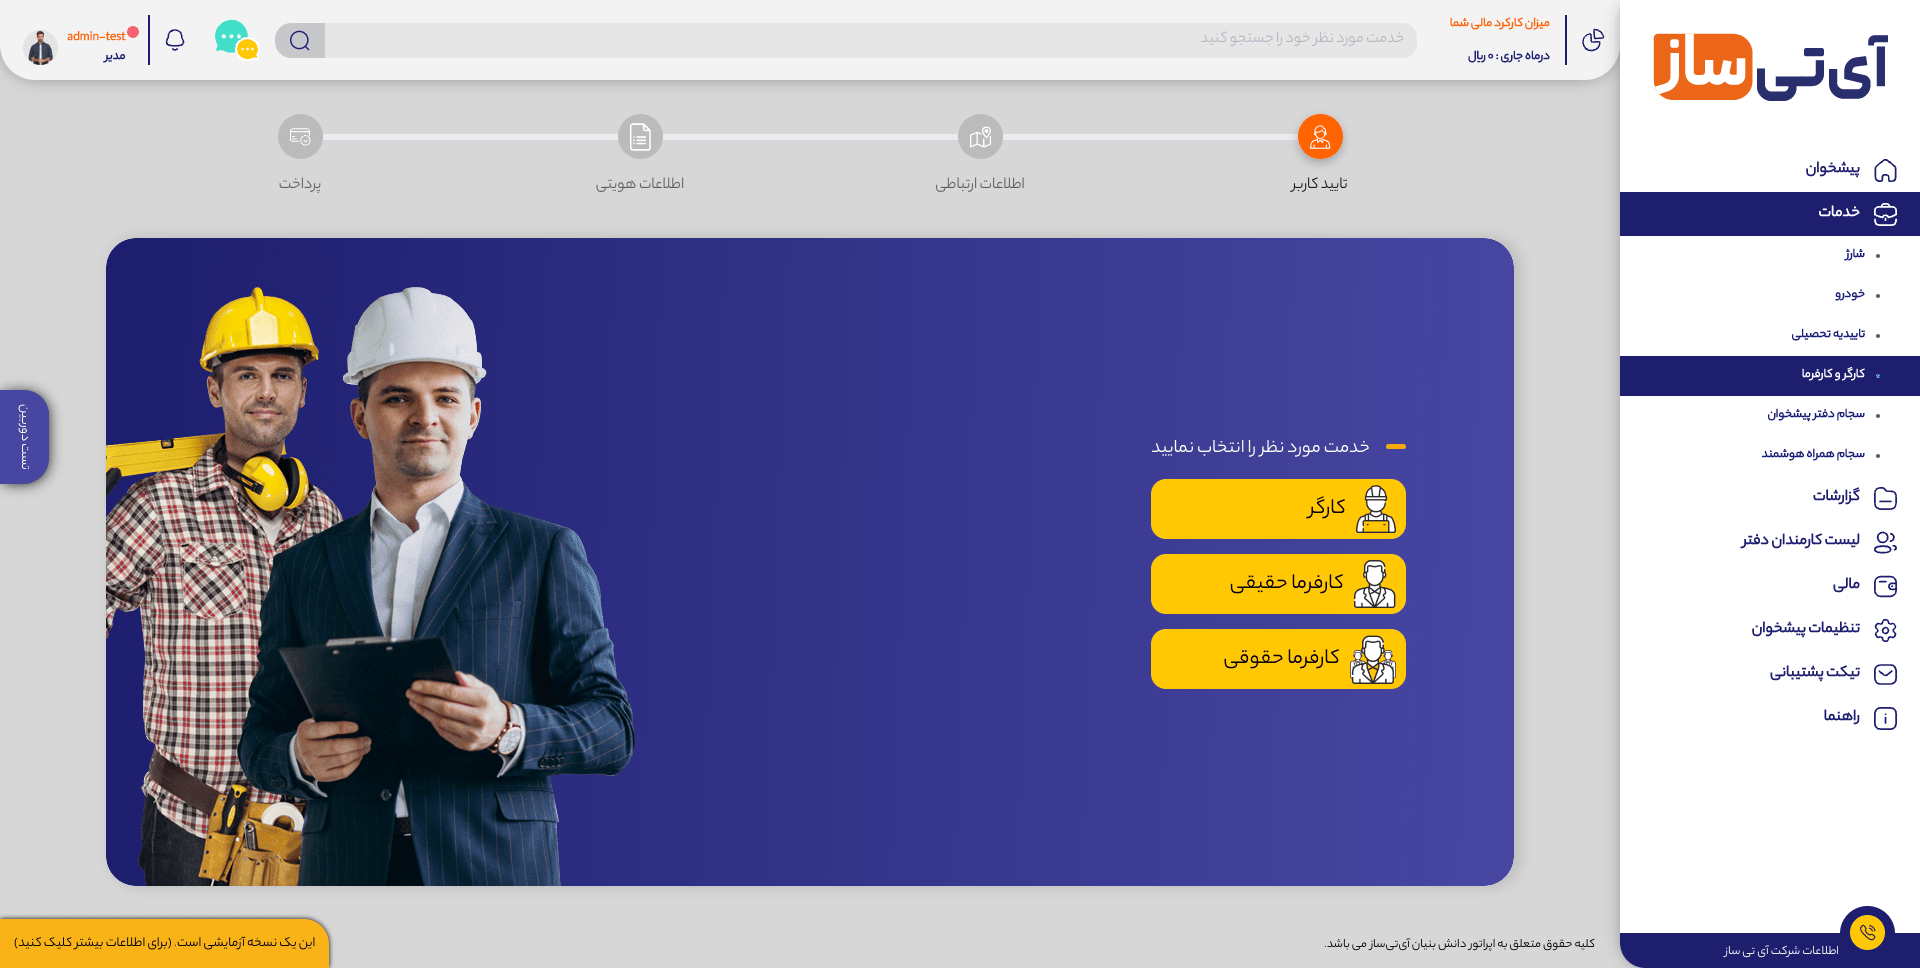 آی‌تی‌ساز
پیشخوان
خدمات
شارژ
خودرو
تاییدیه تحصیلی
کارگر و کارفرما
سجام دفتر پیشخوان
سجام همراه هوشمند
گزارشات
لیست کارمندان دفتر
مالی
تنظیمات پیشخوان
تیکت پشتیبانی
راهنما
اطلاعات شرکت آی تی ساز
میزان کارکرد مالی شما
درماه جاری : ۰ ریال
خدمت مورد نظر خود را جستجو کنید
admin-test
مدیر
تایید کاربر
اطلاعات ارتباطی
اطلاعات هویتی
پرداخت
خدمت مورد نظر را انتخاب نمایید
کارگر
کارفرما حقیقی
کارفرما حقوقی
تست دوربین
کلیه حقوق متعلق به اپراتور دانش بنیان آی‌تی‌ساز می باشد.
این یک نسخه آزمایشی است. (برای اطلاعات بیشتر کلیک کنید)